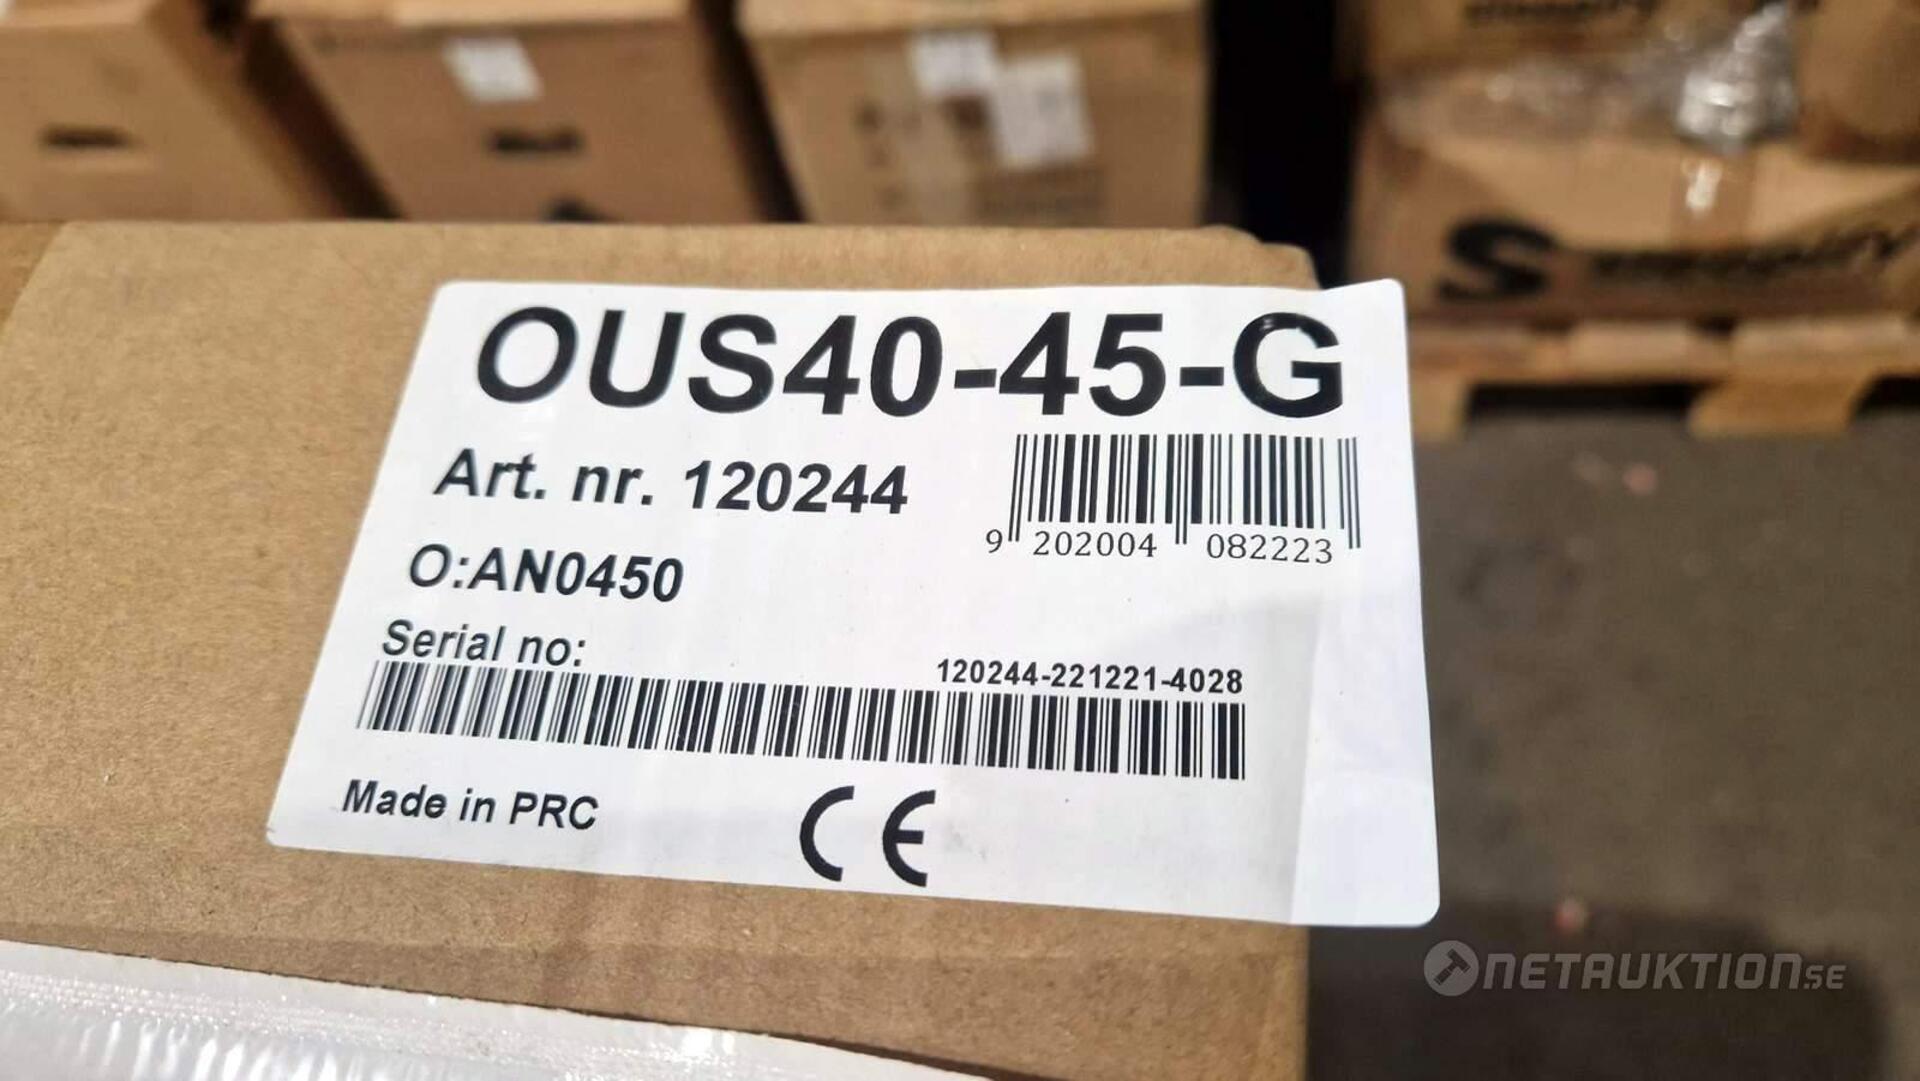 OUS40-45-G
Art. nr. 120244
9 202004 082223
O:AN0450
Serial no:
120244-221221-4028
Made in PRC
CE
NETAUKTION.SE